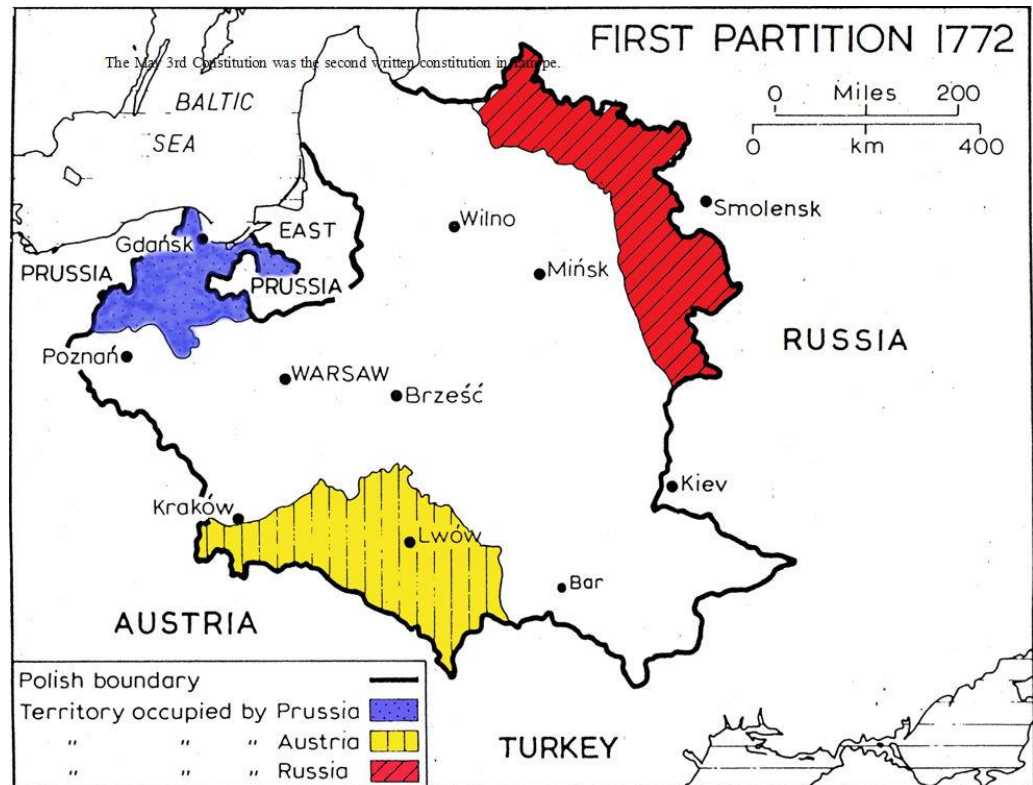 FIRST PARTITION 1772
The May 3rd Constitution was the second written constitution in Europe.
BALTIC
SEA
0 Miles 200
0 km 400
Smolensk
Wilno
EAST
Gdańsk
PRUSSIA
PRUSSIA
Mińsk
RUSSIA
Poznań
WARSAW
Brześć
Kiev
Kraków
Lwów
Bar
AUSTRIA
TURKEY
Polish boundary
Territory occupied by Prussia
" " " Austria
" " " Russia